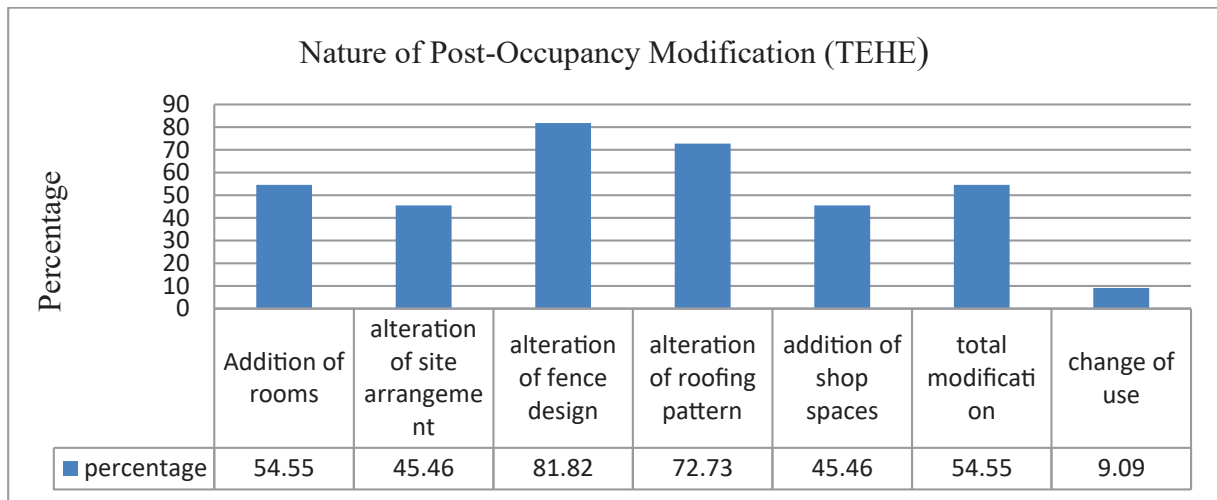 Nature of Post-Occupancy Modification (TEHE)
Percentage
90
80
70
60
50
40
30
20
10
0
Addition of
rooms
alteration
of site
arrangeme
nt
alteration
of fence
design
alteration
of roofing
pattern
addition of
shop
spaces
total
modificati
on
change of
use
percentage 54.55 45.46 81.82 72.73 45.46 54.55 9.09